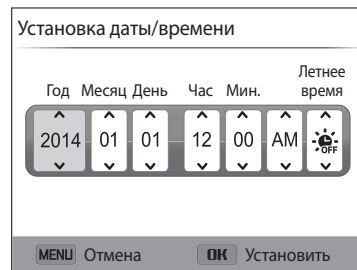 Установка даты/времени
Летнее
Год Месяц День Час Мин. время
2014 01 01 12 00 AM OFF
MENU Отмена OK Установить